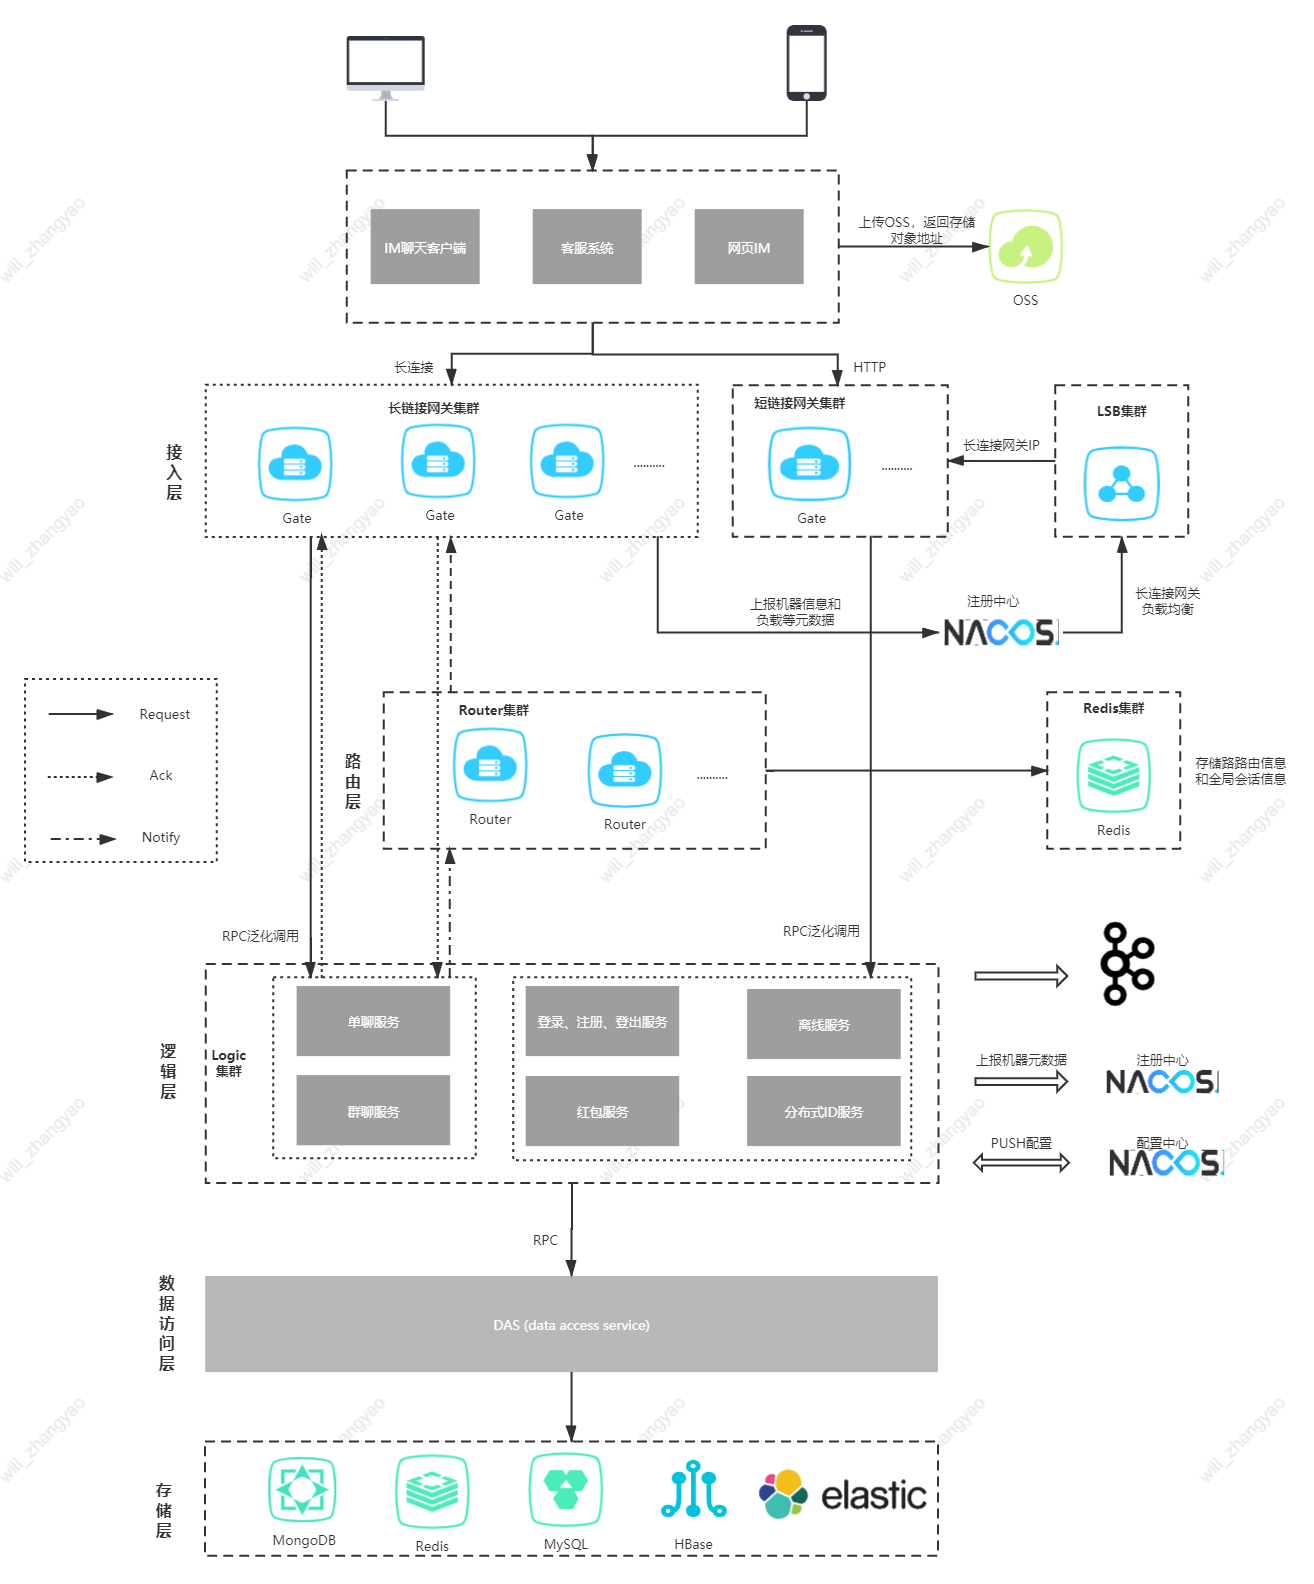 IM聊天客户端
客服系统
网页IM
上传OSS，返回存储
对象地址
OSS
长连接
HTTP
接入层
长链接网关集群
Gate
Gate
Gate
..........
短链接网关集群
Gate
..........
长连接网关IP
LSB集群
上报机器信息和
负载等元数据
注册中心
NACOS.
长连接网关
负载均衡
Request
Ack
Notify
路由层
Router集群
Router
Router
..........
Redis集群
Redis
存储路路由信息
和全局会话信息
RPC泛化调用
RPC泛化调用
逻辑层
Logic
集群
单聊服务
群聊服务
登录、注册、登出服务
离线服务
红包服务
分布式ID服务
上报机器元数据
注册中心
NACOS.
PUSH配置
配置中心
NACOS.
RPC
数据访问层
DAS (data access service)
存储层
MongoDB
Redis
MySQL
HBase
elastic
will_zhangyao